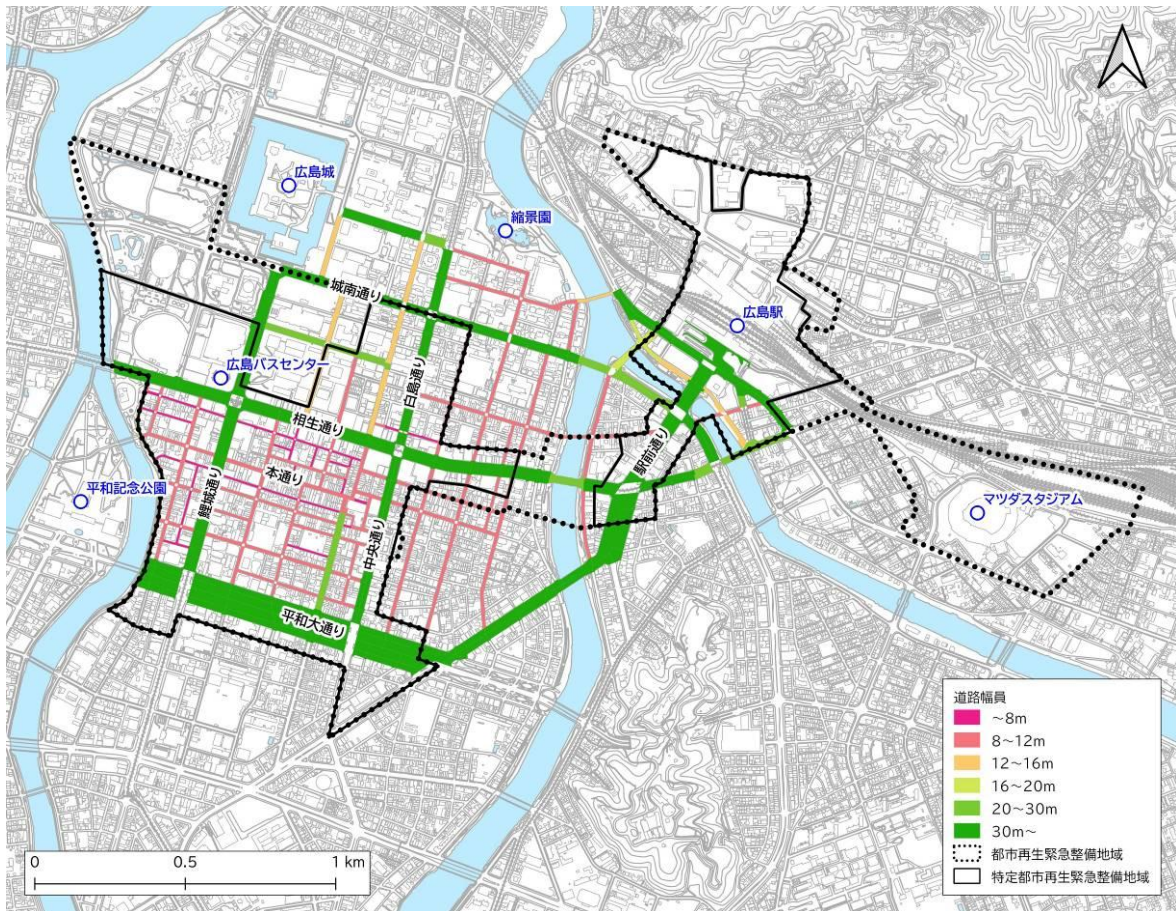 広島城
縮景園
城南通り
広島駅
広島バスセンター
白島通り
相生通り
駅前通り
本通り
平和記念公園
鯉城通り
マツダスタジアム
中央通り
平和大通り
道路幅員
～8m
8～12m
12～16m
16～20m
20～30m
30m～
都市再生緊急整備地域
特定都市再生緊急整備地域
0 0.5 1 km